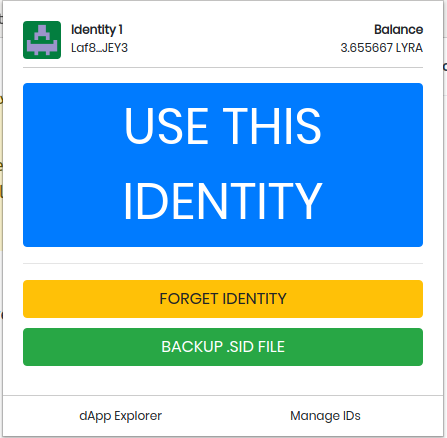 Identity 1
Balance
Laf8...JEY3
3.655667 LYRA
USE THIS
IDENTITY
FORGET IDENTITY
BACKUP .SID FILE
dApp Explorer
Manage IDs